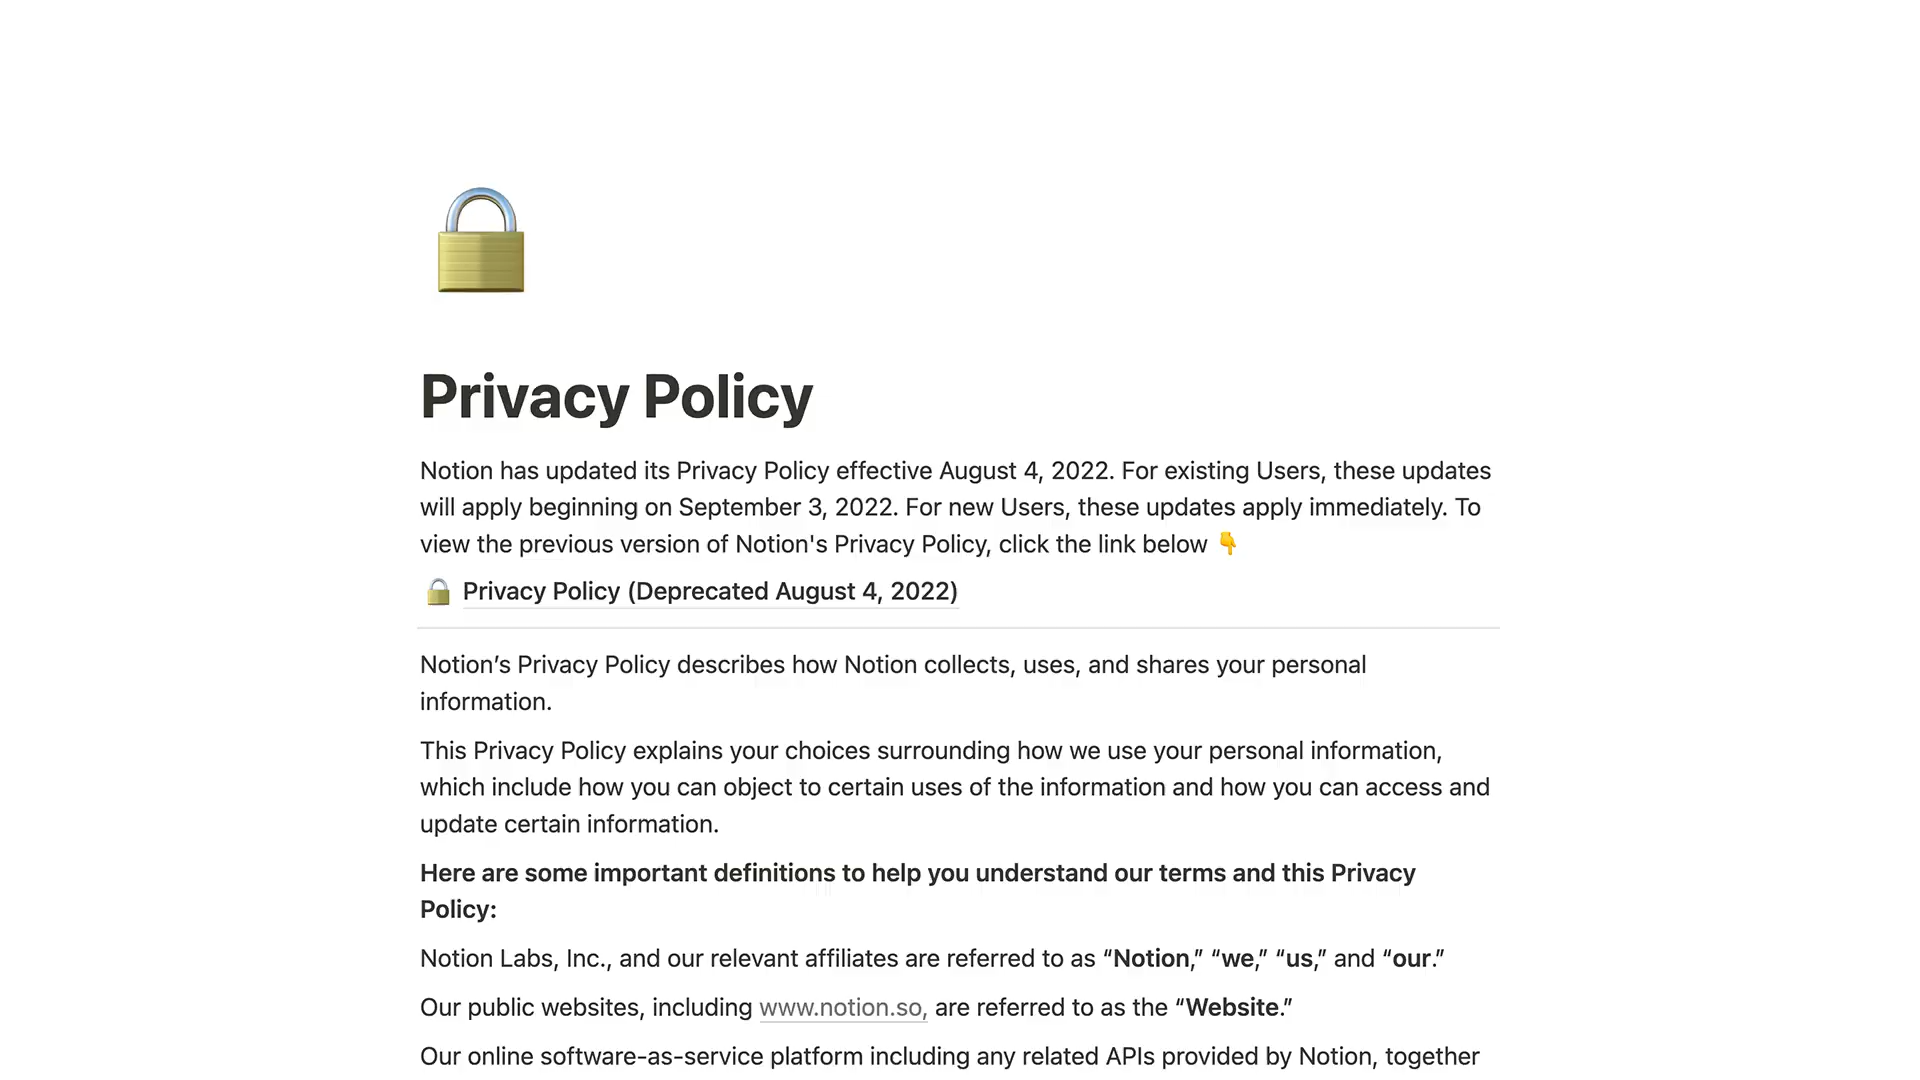 Privacy Policy
Notion has updated its Privacy Policy effective August 4, 2022. For existing Users, these updates
will apply beginning on September 3, 2022. For new Users, these updates apply immediately. To
view the previous version of Notion's Privacy Policy, click the link below 👇
🔒 Privacy Policy (Deprecated August 4, 2022)
Notion’s Privacy Policy describes how Notion collects, uses, and shares your personal
information.
This Privacy Policy explains your choices surrounding how we use your personal information,
which include how you can object to certain uses of the information and how you can access and
update certain information.
Here are some important definitions to help you understand our terms and this Privacy
Policy:
Notion Labs, Inc., and our relevant affiliates are referred to as “Notion,” “we,” “us,” and “our.”
Our public websites, including www.notion.so, are referred to as the “Website.”
Our online software-as-service platform including any related APIs provided by Notion, together